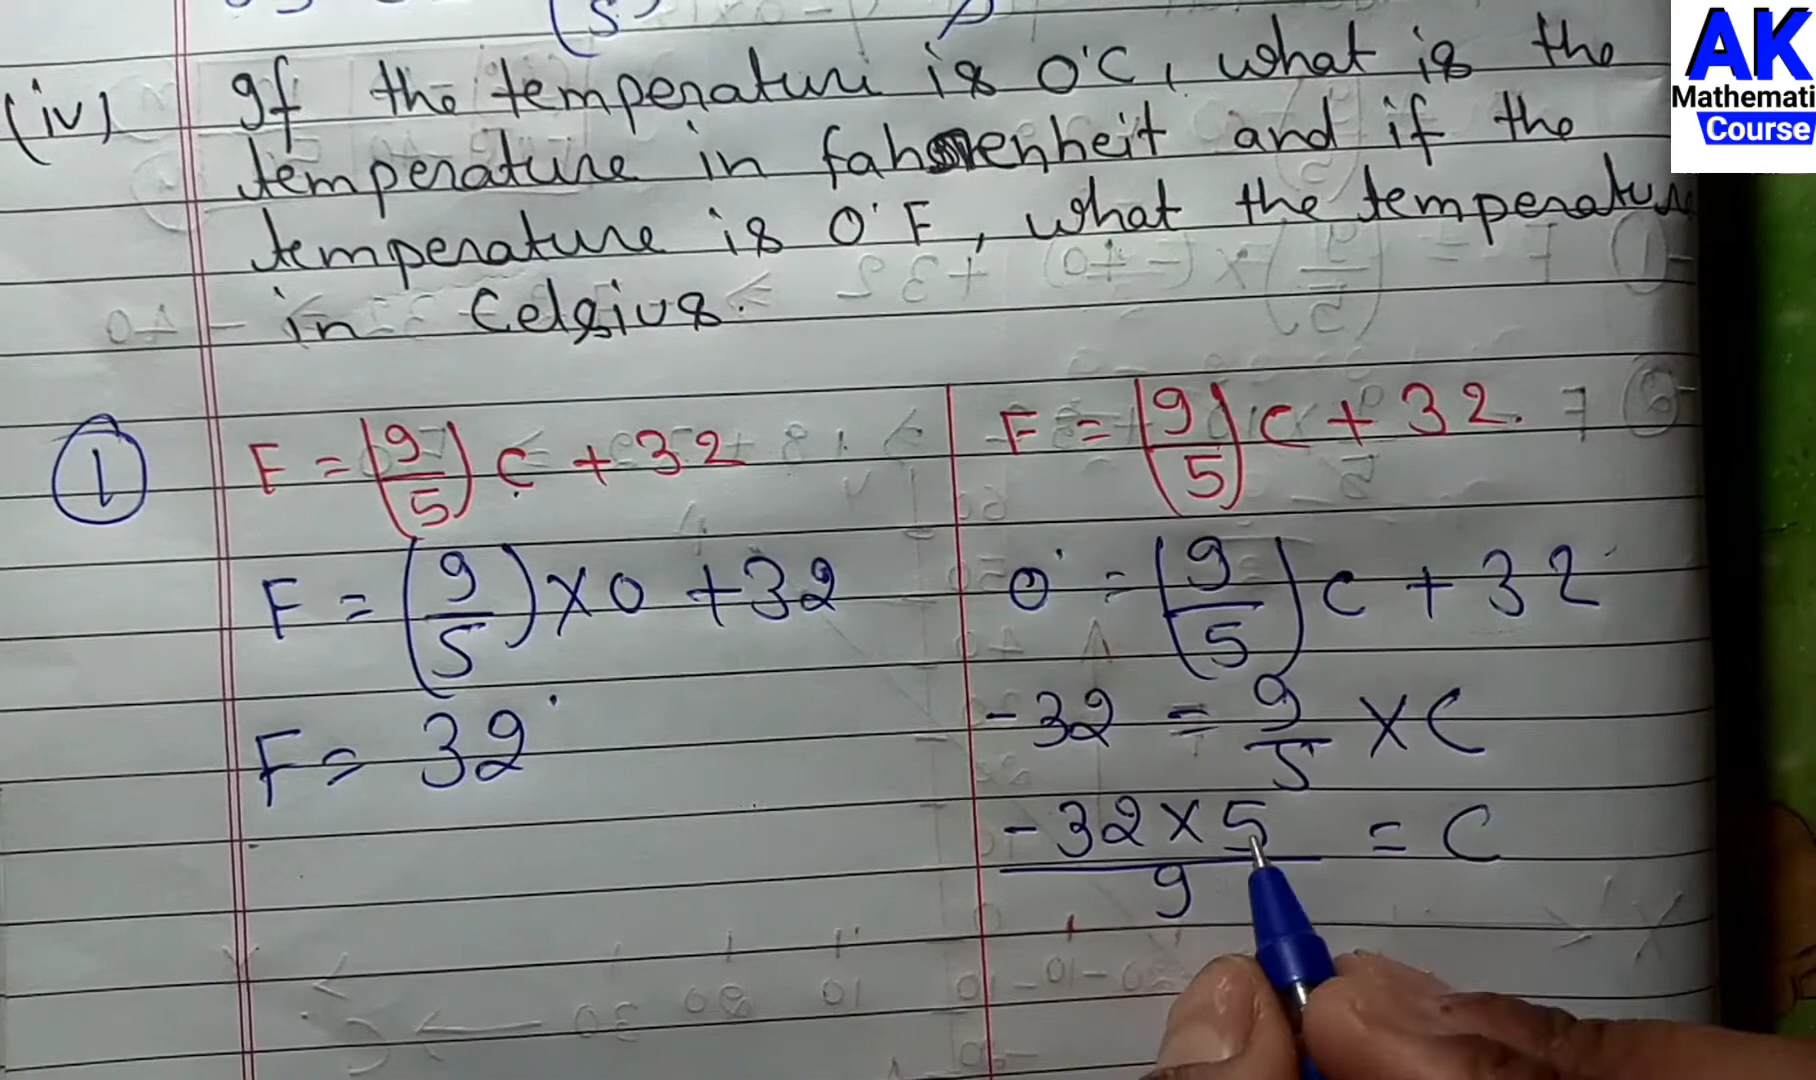 (iv) If the temperature is 0°C, what is the
temperature in fahrenheit and if the
temperature is 0°F, what the temperature
in Celsius.
① F = (9/5) c + 32
F = (9/5) × 0 + 32
F = 32°
F = (9/5) c + 32.
0° = (9/5) c + 32
-32 = 9/5 × C
-32 × 5 / 9 = C
AK
Mathemati
Course